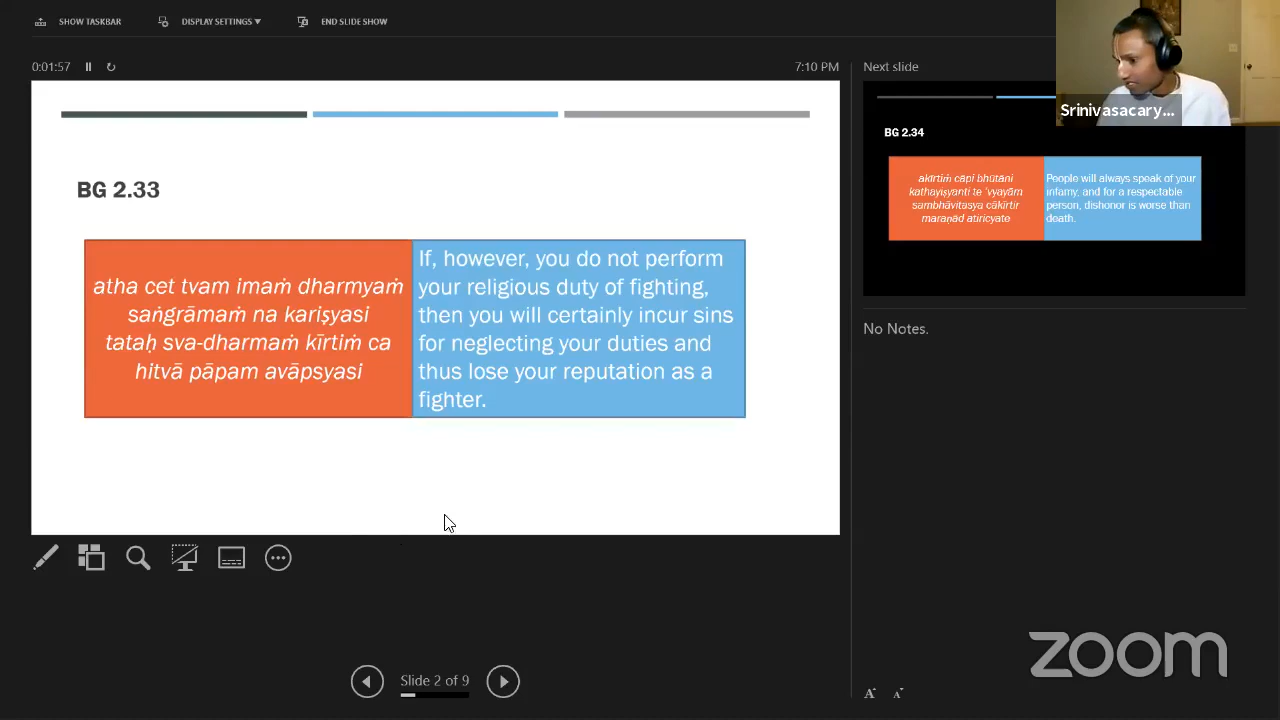 SHOW TASKBAR
DISPLAY SETTINGS
END SLIDE SHOW
0:01:57
7:10 PM
BG 2.33
atha cet tvam imaṁ dharmyaṁ
saṅgrāmaṁ na kariṣyasi
tataḥ sva-dharmaṁ kīrtiṁ ca
hitvā pāpam avāpsyasi
If, however, you do not perform
your religious duty of fighting,
then you will certainly incur sins
for neglecting your duties and
thus lose your reputation as a
fighter.
Slide 2 of 9
Next slide
BG 2.34
akīrtiṁ cāpi bhūtāni
kathayiṣyanti te 'vyayām
sambhāvitasya cākīrtir
maraṇād atiricyate
People will always speak of your
infamy, and for a respectable
person, dishonor is worse than
death.
No Notes.
A A
Srinivasacary...
zoom